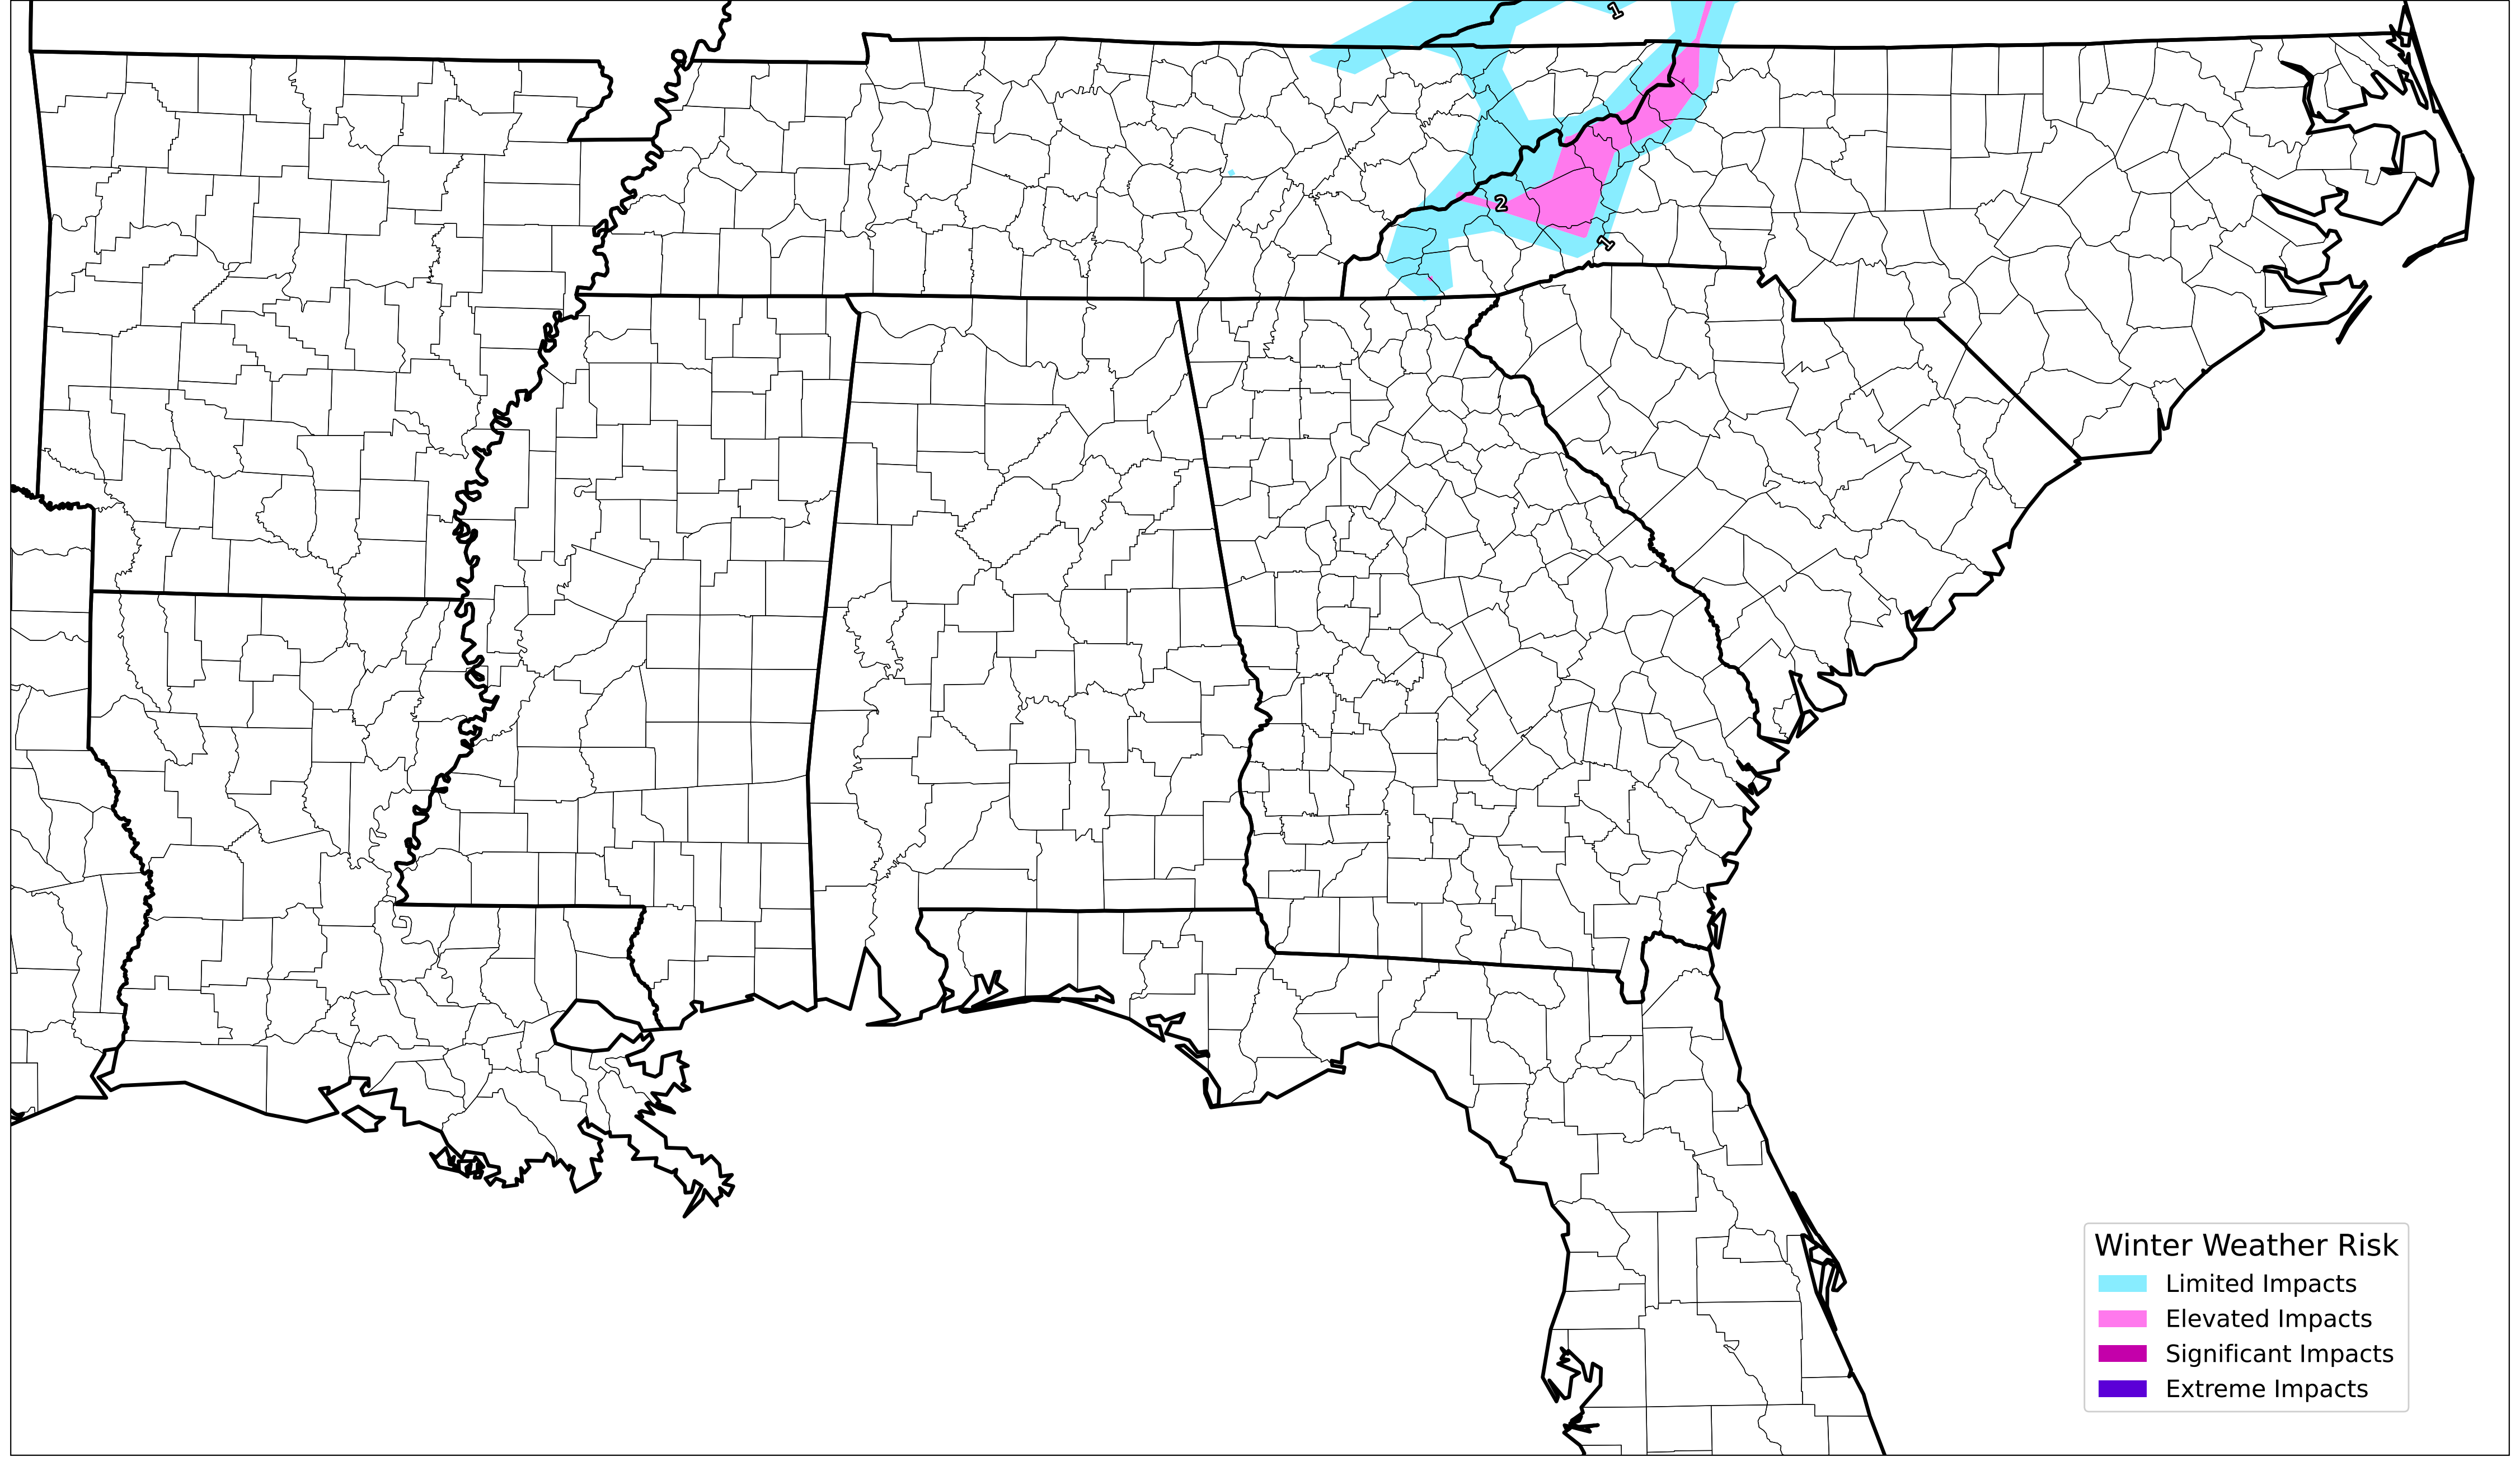 1
2
1
Winter Weather Risk
Limited Impacts
Elevated Impacts
Significant Impacts
Extreme Impacts